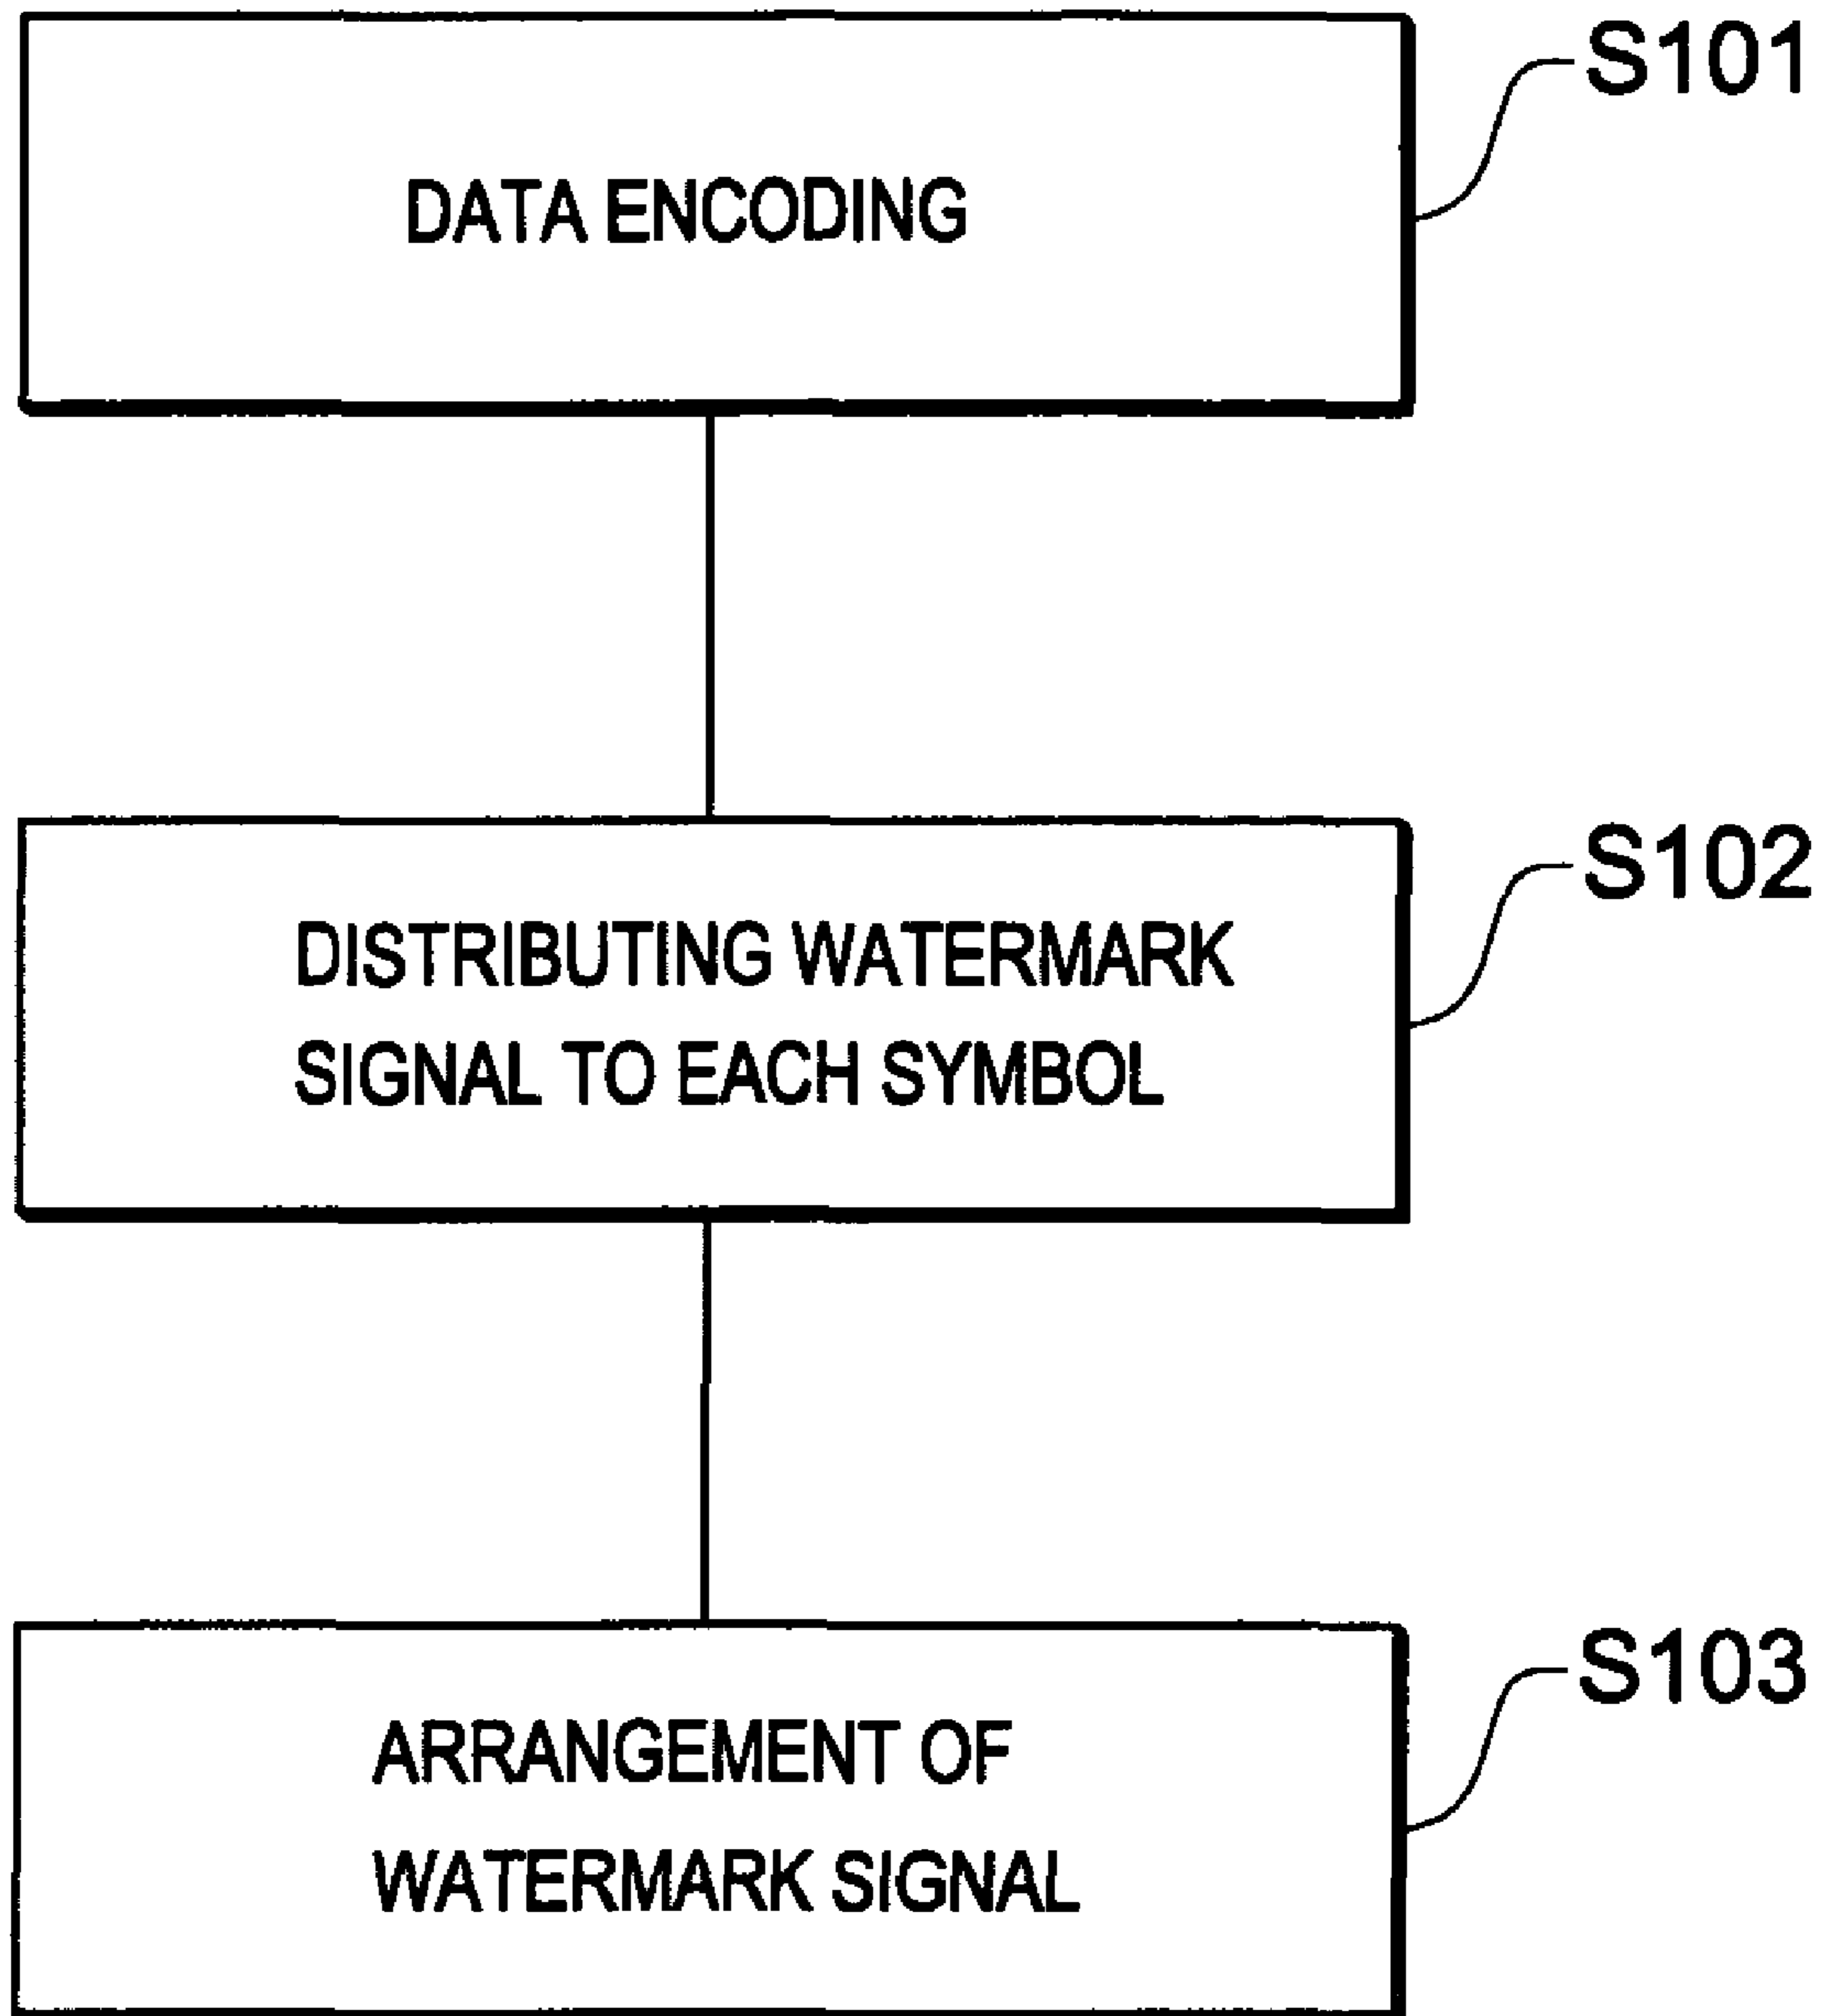 S101
DATA ENCODING
S102
DISTRIBUTING WATERMARK
SIGNAL TO EACH SYMBOL
S103
ARRANGEMENT OF
WATERMARK SIGNAL